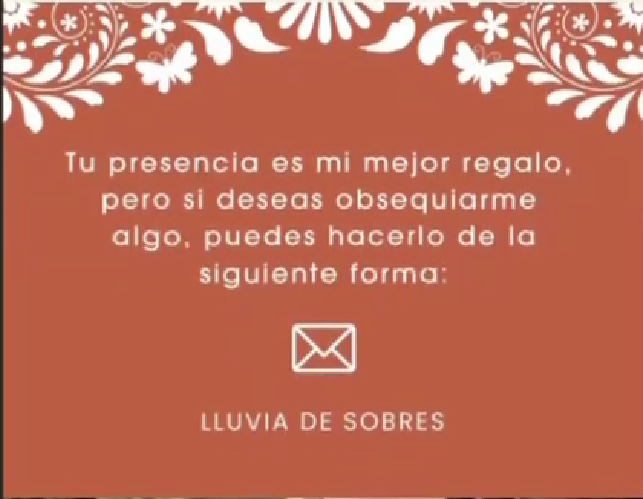 Tu presencia es mi mejor regalo,
pero si deseas obsequiarme
algo, puedes hacerlo de la
siguiente forma:
LLUVIA DE SOBRES